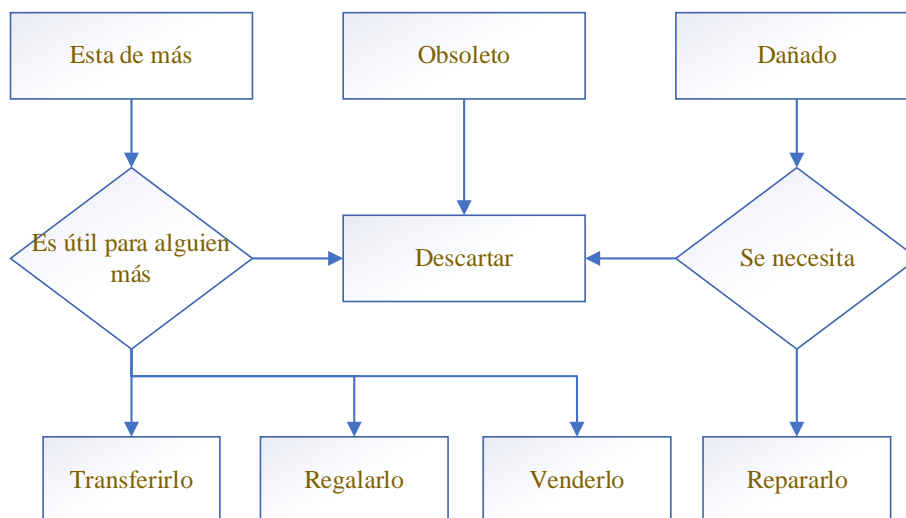 Esta de más
Obsoleto
Dañado
Es útil para alguien
más
Descartar
Se necesita
Transferirlo
Regalarlo
Venderlo
Repararlo